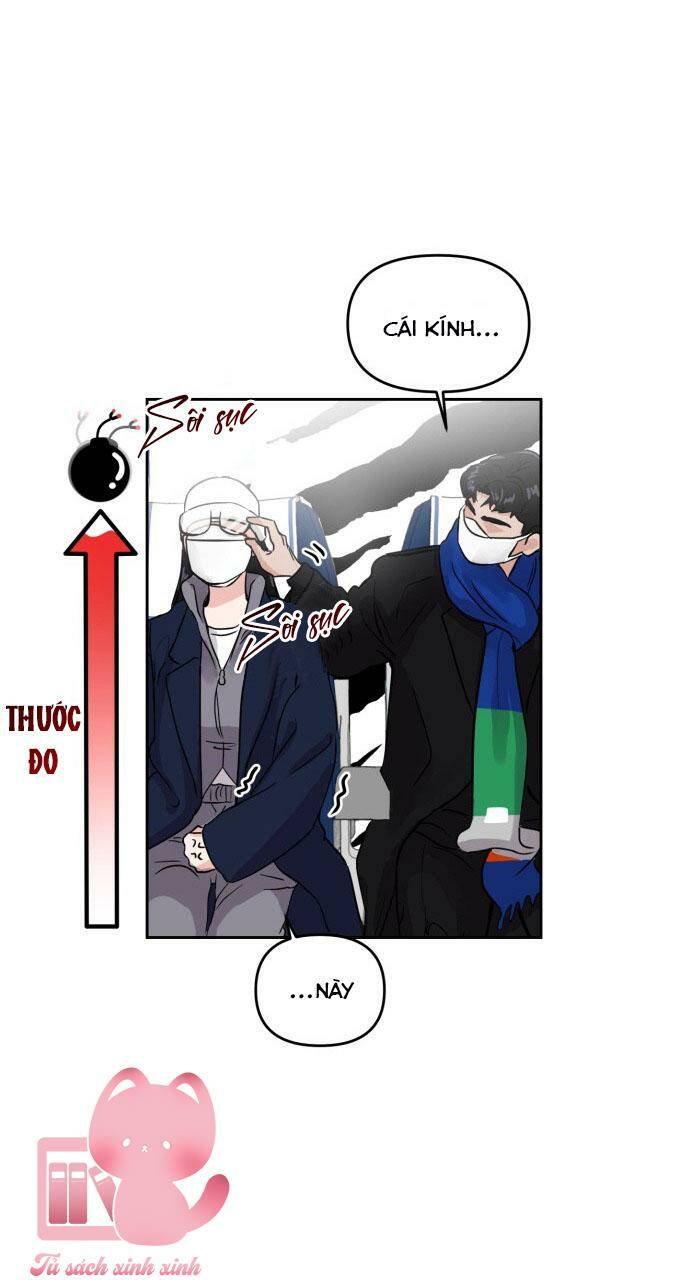 CÁI KÍNH...
Sôi sục
Sôi sục
THƯỚC
ĐO
...NÀY
Tủ sách xinh xinh